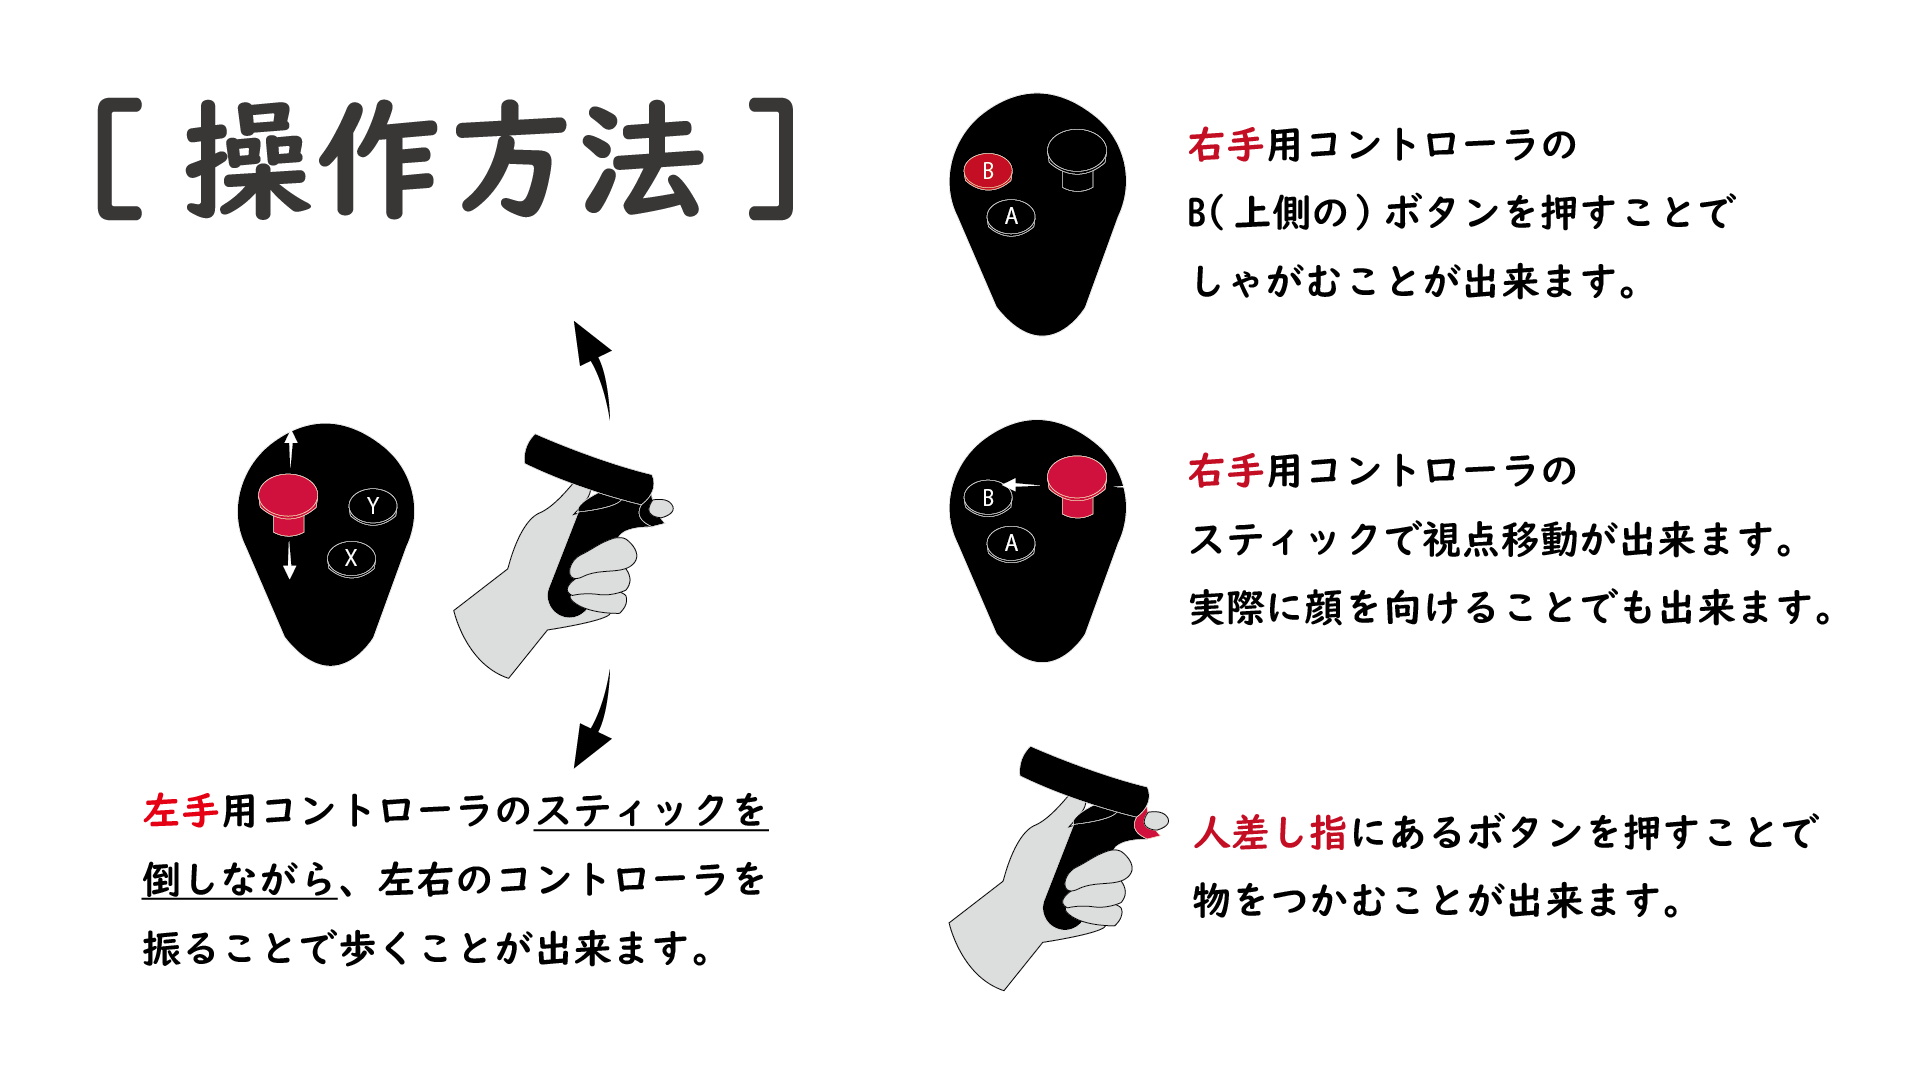 [ 操作方法 ]
Y
X
左手用コントローラのスティックを
倒しながら、左右のコントローラを
振ることで歩くことが出来ます。
B
A
右手用コントローラの
B(上側の)ボタンを押すことで
しゃがむことが出来ます。
B
A
右手用コントローラの
スティックで視点移動が出来ます。
実際に顔を向けることでも出来ます。
人差し指にあるボタンを押すことで
物をつかむことが出来ます。